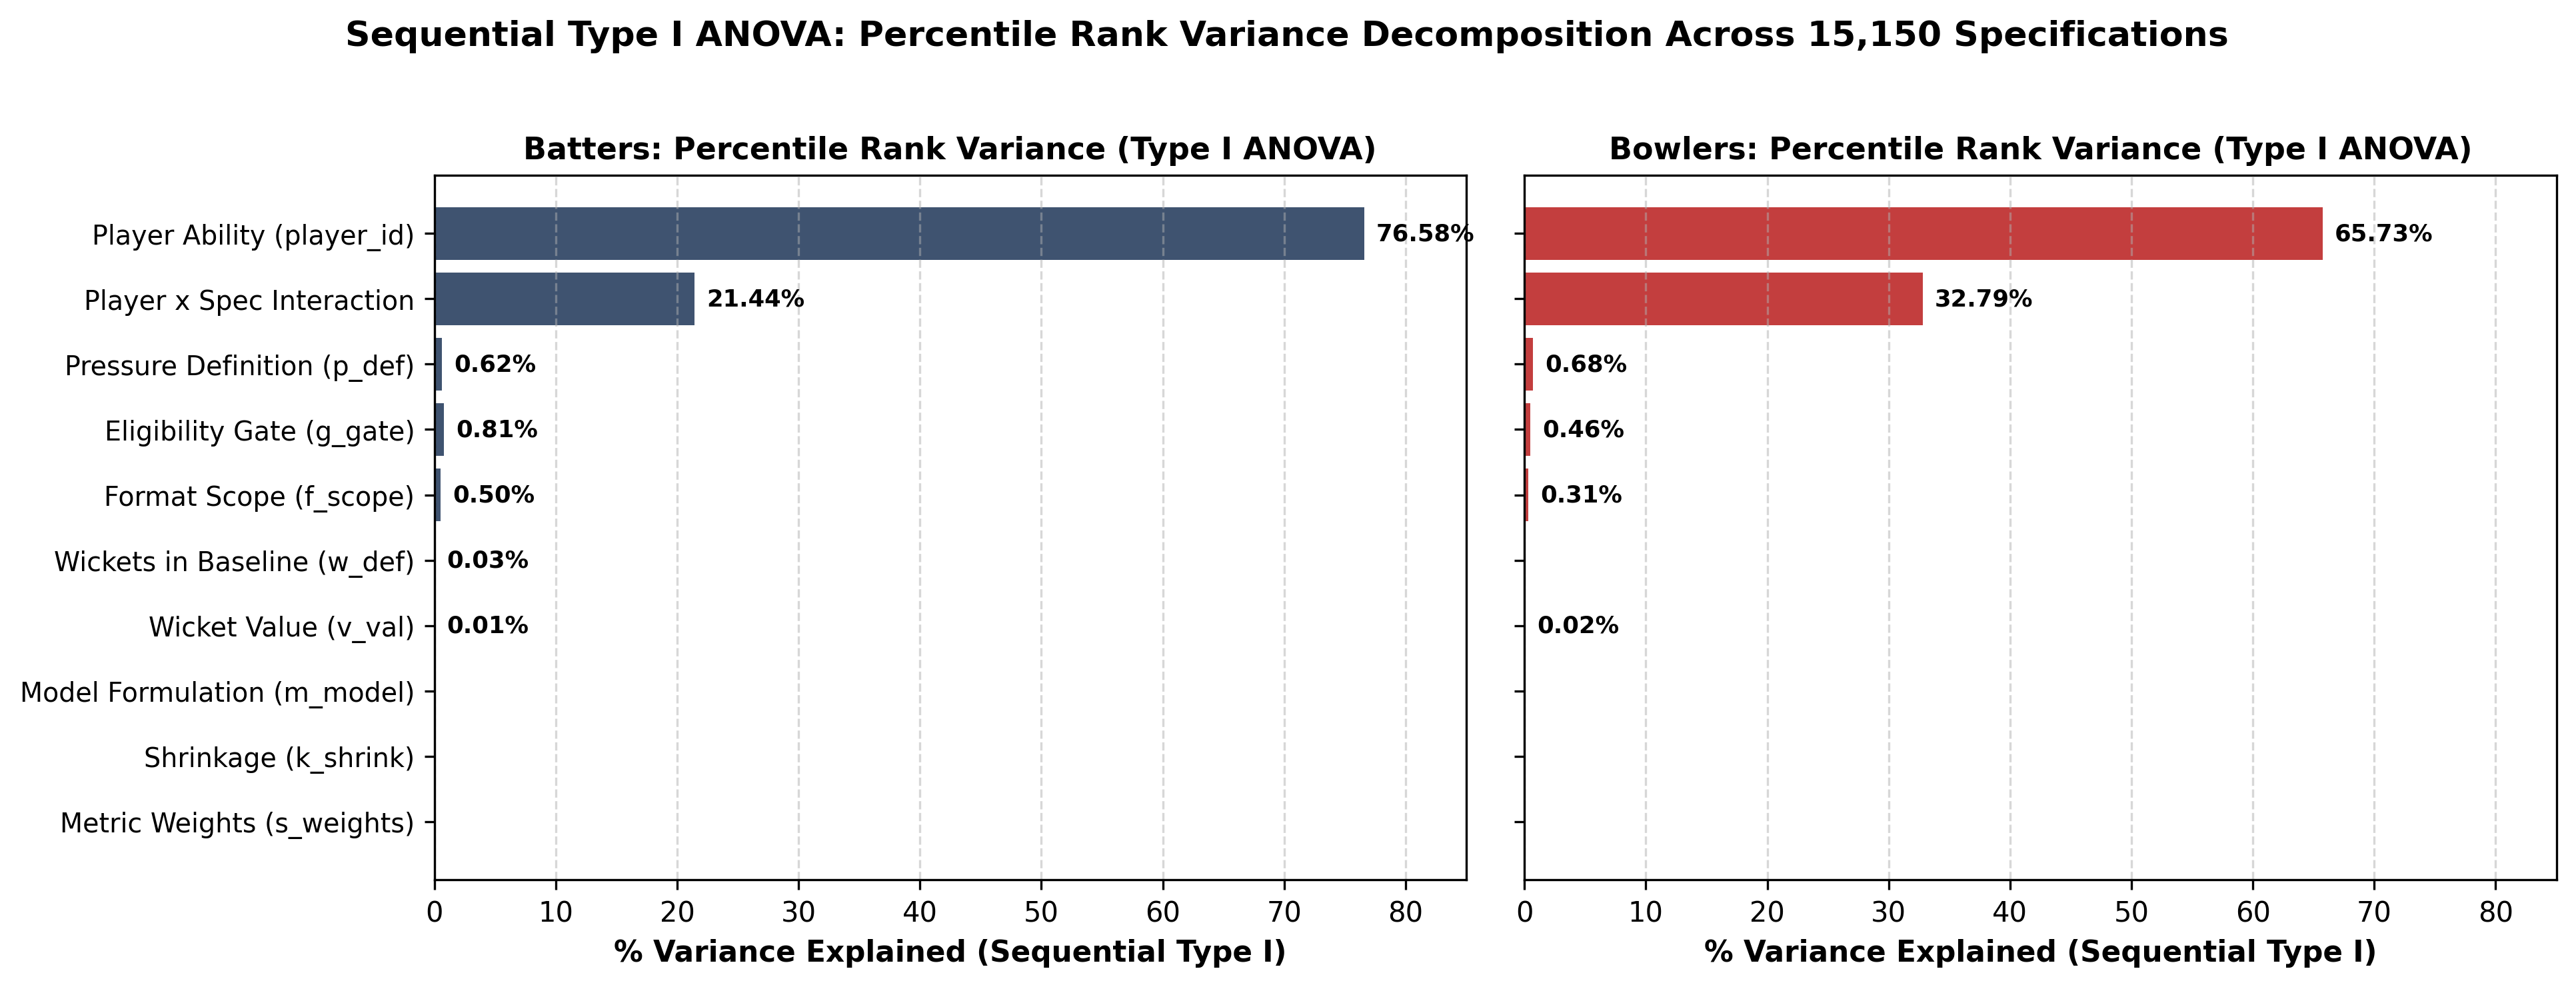 Sequential Type I ANOVA: Percentile Rank Variance Decomposition Across 15,150 Specifications
Batters: Percentile Rank Variance (Type I ANOVA)
Player Ability (player_id)
76.58%
Player x Spec Interaction
21.44%
Pressure Definition (p_def)
0.62%
Eligibility Gate (g_gate)
0.81%
Format Scope (f_scope)
0.50%
Wickets in Baseline (w_def)
0.03%
Wicket Value (v_val)
0.01%
Model Formulation (m_model)
Shrinkage (k_shrink)
Metric Weights (s_weights)
0 10 20 30 40 50 60 70 80
% Variance Explained (Sequential Type I)
Bowlers: Percentile Rank Variance (Type I ANOVA)
65.73%
32.79%
0.68%
0.46%
0.31%
0.02%
0 10 20 30 40 50 60 70 80
% Variance Explained (Sequential Type I)